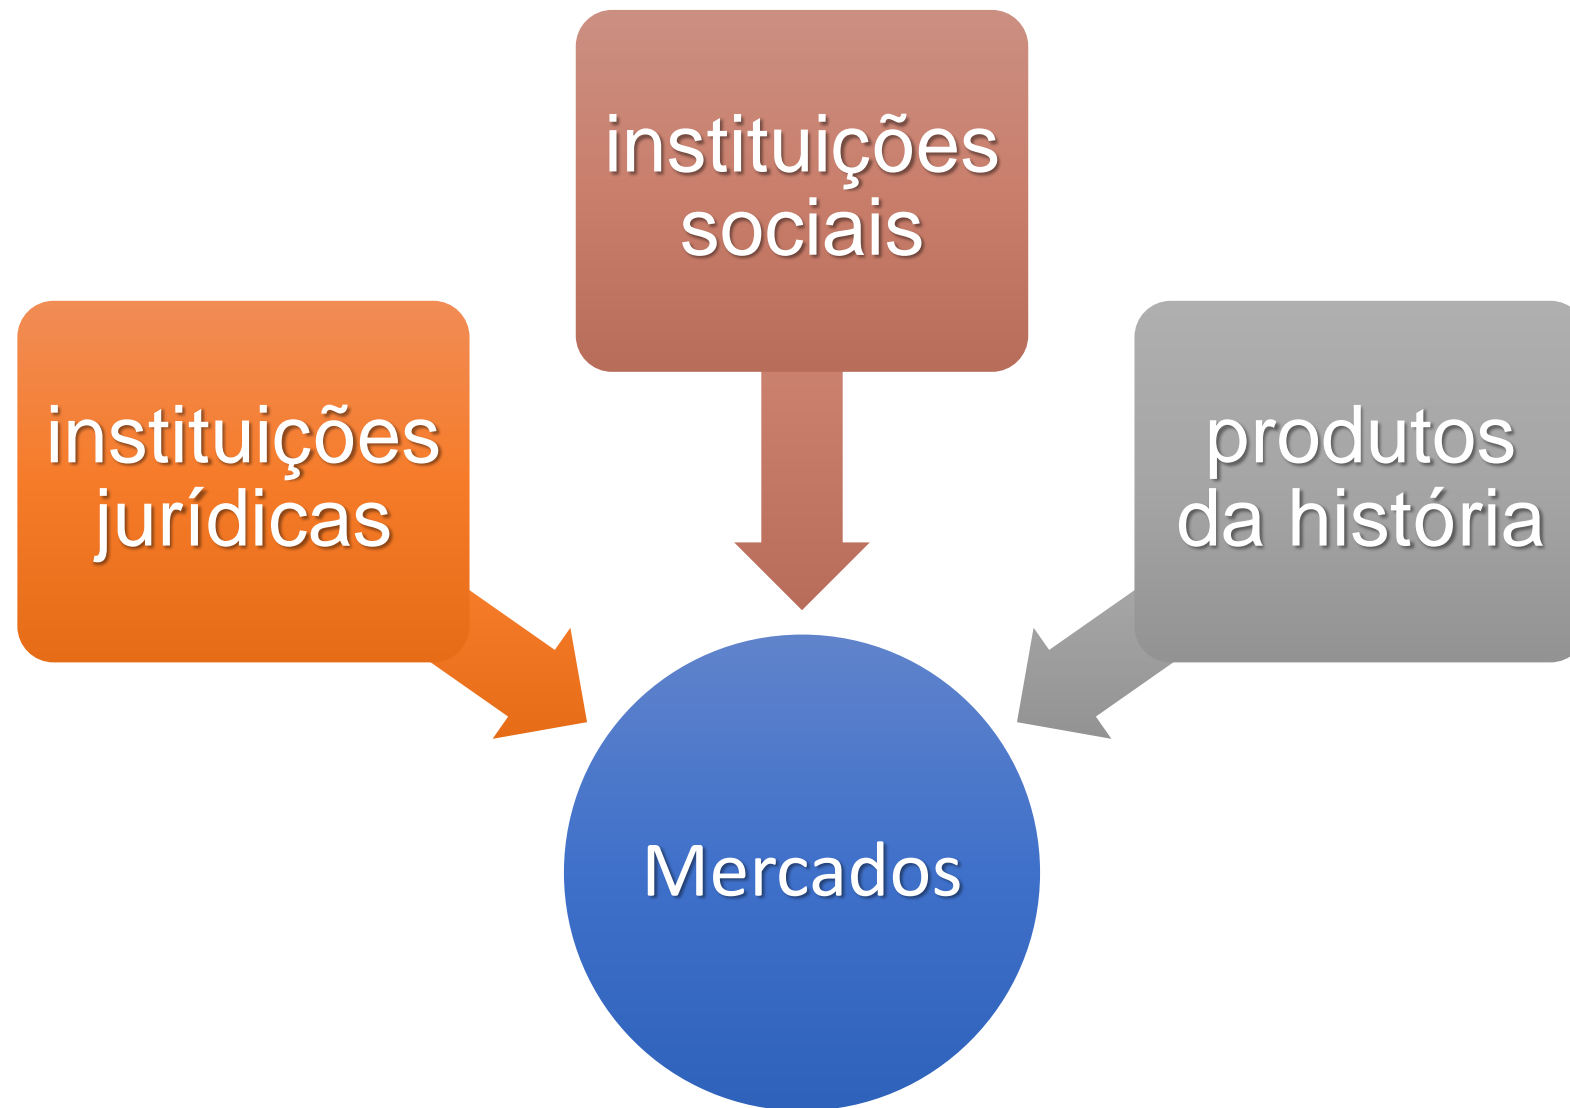 instituições
sociais
instituições
jurídicas
produtos
da história
Mercados